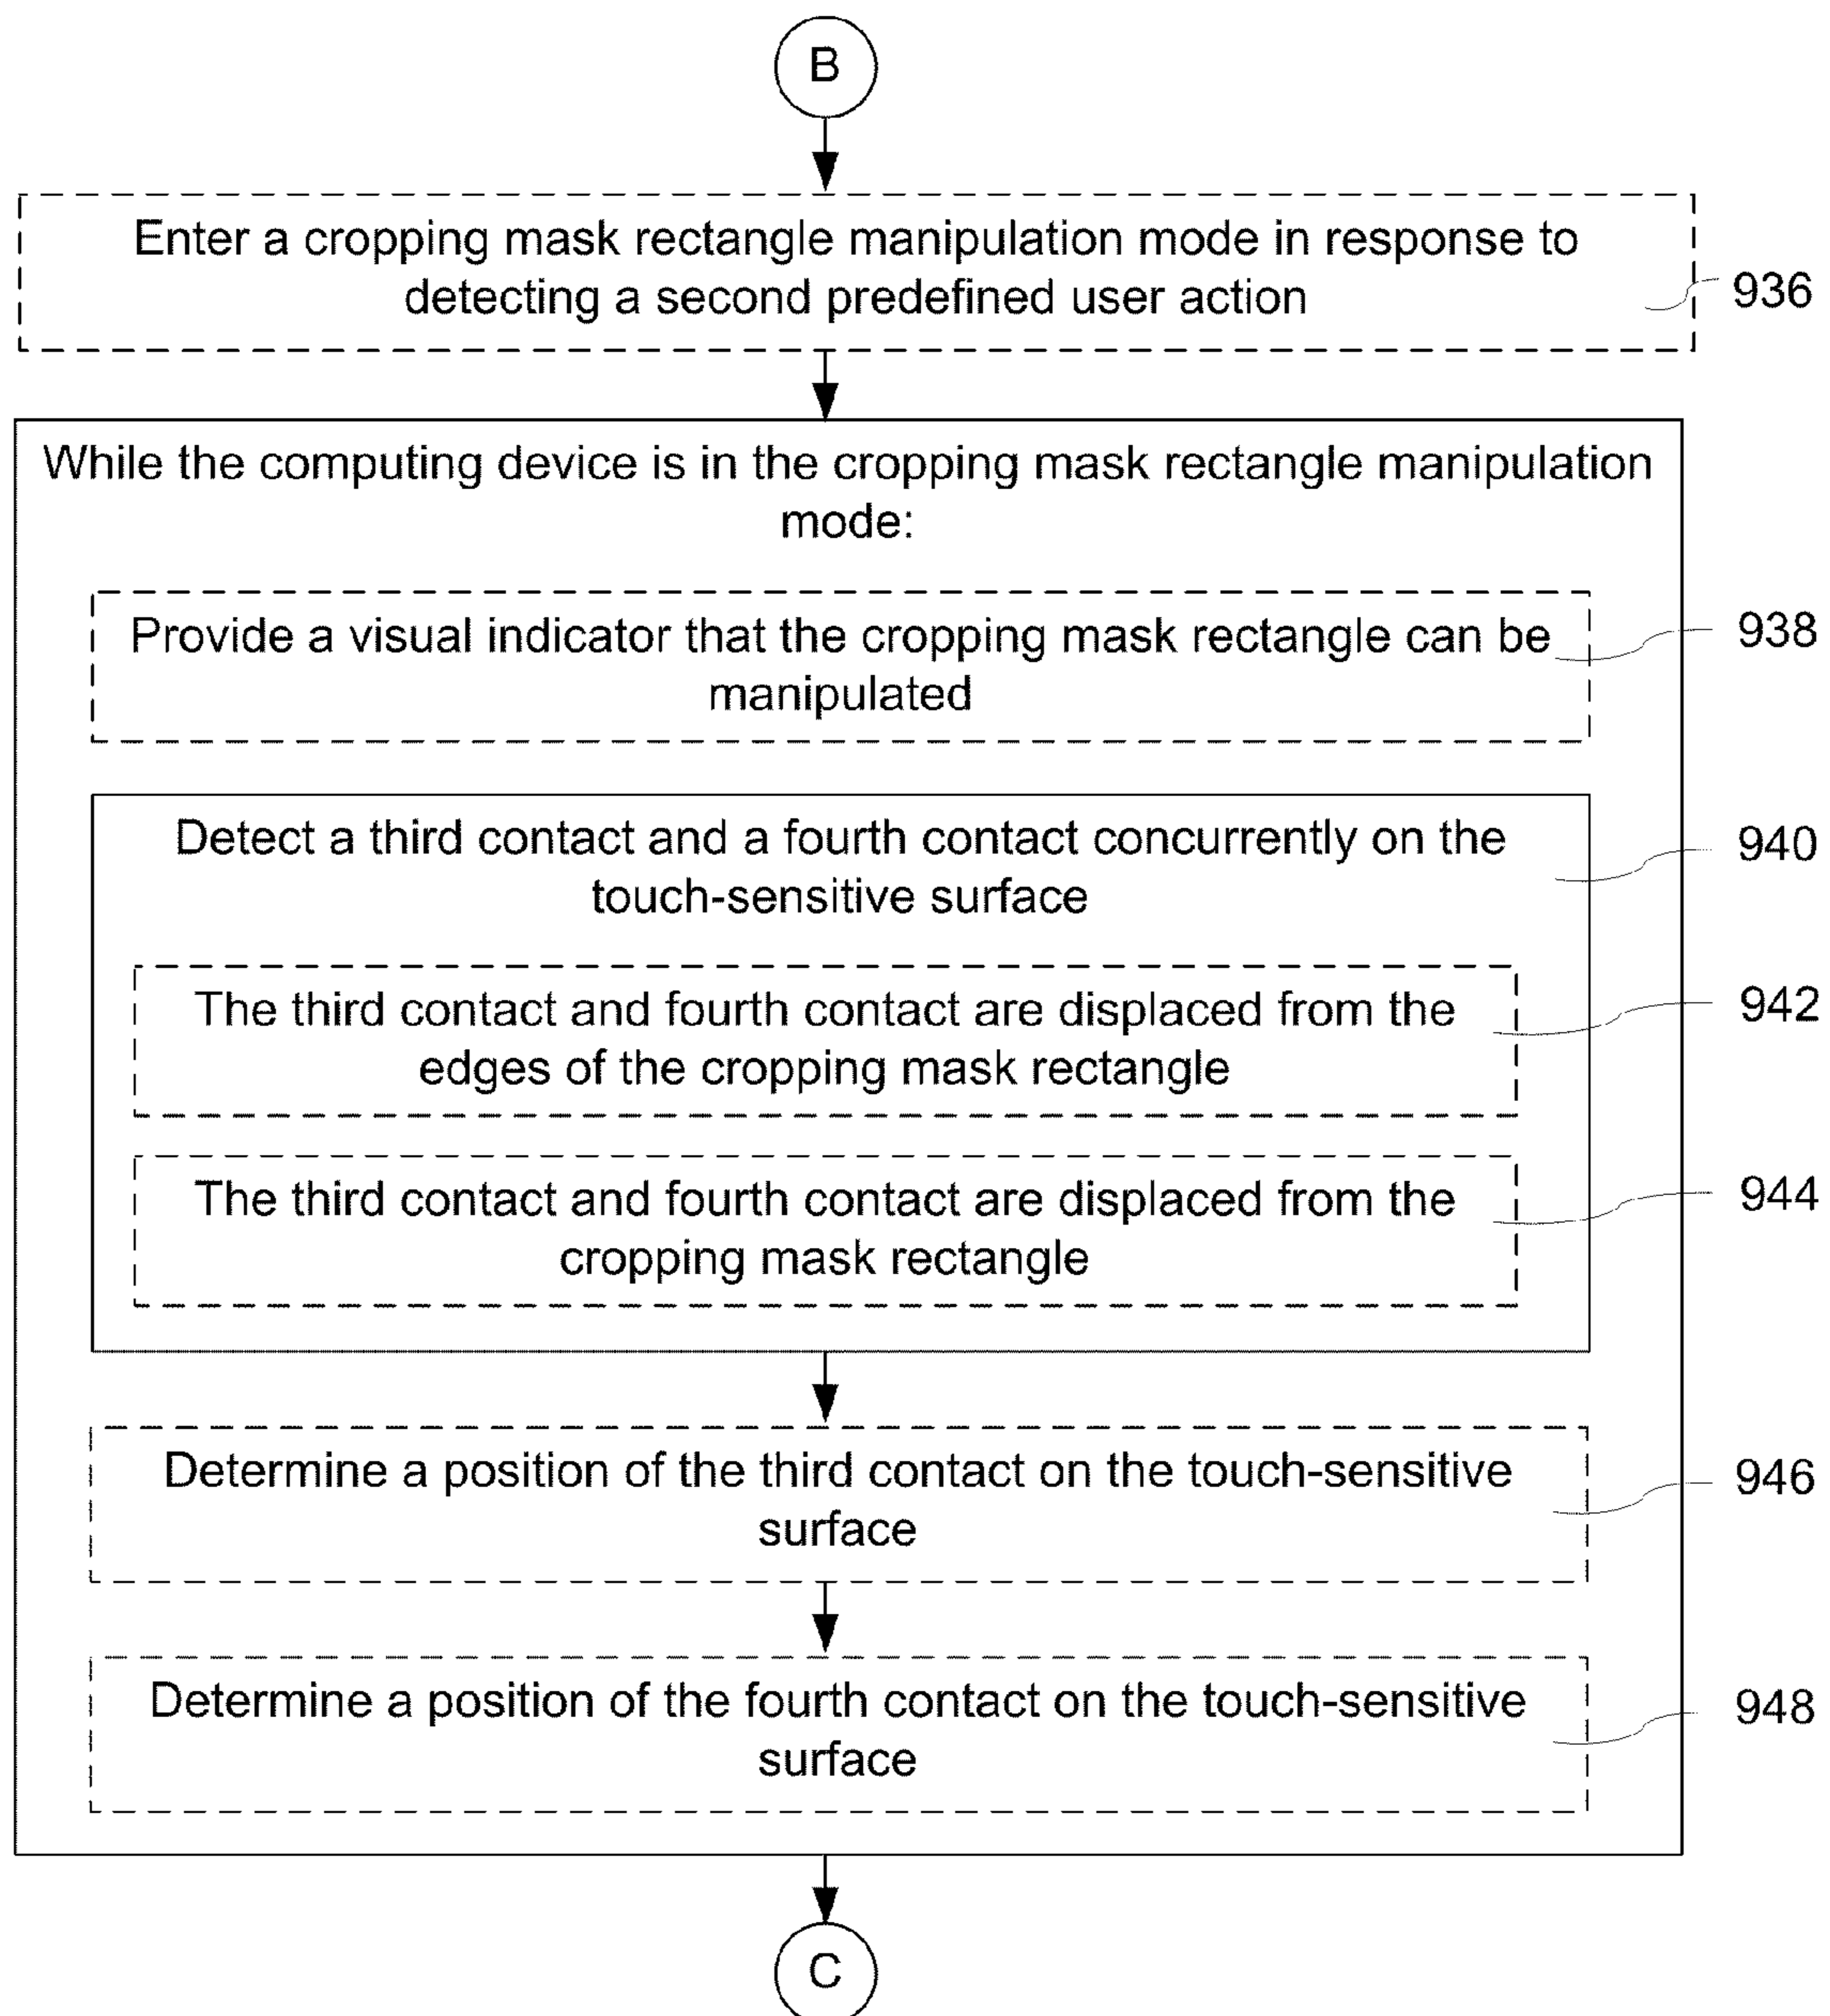 B
Enter a cropping mask rectangle manipulation mode in response to
detecting a second predefined user action
936
While the computing device is in the cropping mask rectangle manipulation
mode:
Provide a visual indicator that the cropping mask rectangle can be
manipulated
938
Detect a third contact and a fourth contact concurrently on the
touch-sensitive surface
940
The third contact and fourth contact are displaced from the
edges of the cropping mask rectangle
942
The third contact and fourth contact are displaced from the
cropping mask rectangle
944
Determine a position of the third contact on the touch-sensitive
surface
946
Determine a position of the fourth contact on the touch-sensitive
surface
948
C